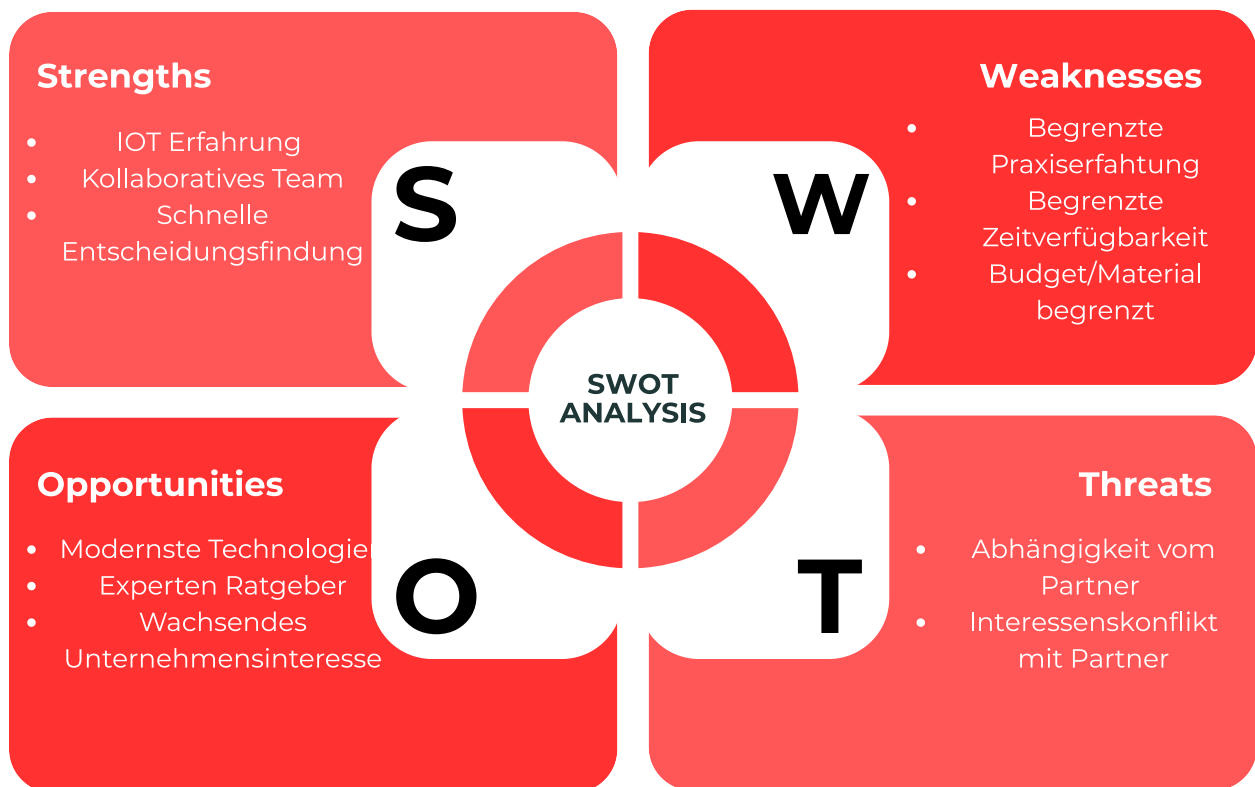 Strengths
• IOT Erfahrung
• Kollaboratives Team
• Schnelle
Entscheidungsfindung
S
Weaknesses
• Begrenzte
Praxiserfahtung
• Begrenzte
Zeitverfügbarkeit
• Budget/Material
begrenzt
W
SWOT
ANALYSIS
Opportunities
• Modernste Technologien
• Experten Ratgeber
• Wachsendes
Unternehmensinteresse
O
Threats
• Abhängigkeit vom
Partner
• Interessenskonflikt
mit Partner
T